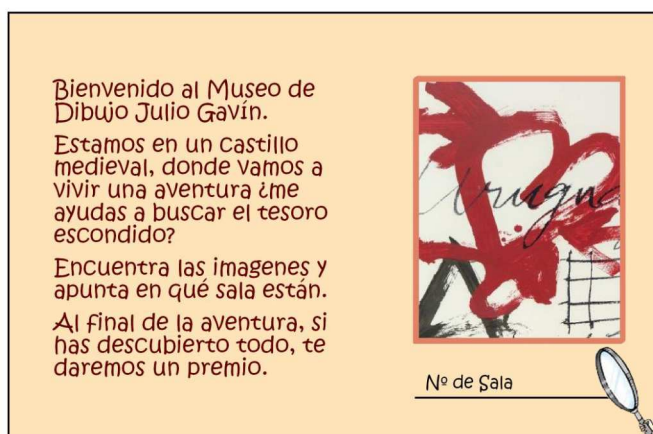 Bienvenido al Museo de
Dibujo Julio Gavín.
Estamos en un castillo
medieval, donde vamos a
vivir una aventura ¿me
ayudas a buscar el tesoro
escondido?
Encuentra las imagenes y
apunta en qué sala están.
Al final de la aventura, si
has descubierto todo, te
daremos un premio.
Nº de Sala